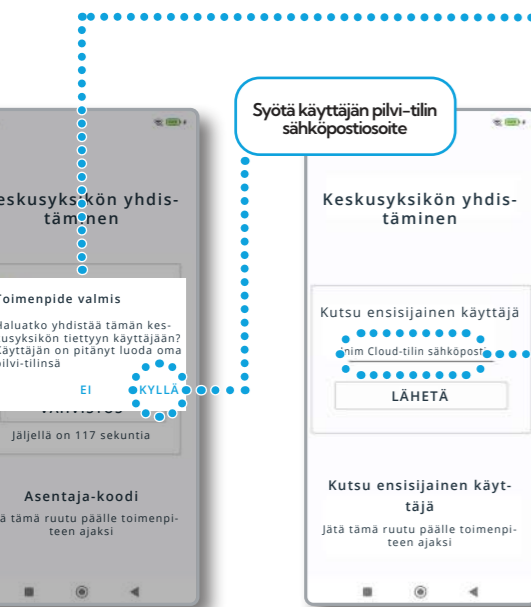 Syötä käyttäjän pilvi-tilin
sähköpostiosoite
eskusyksikön yhdis-
täminen
Toimenpide valmis
Haluatko yhdistää tämän kes-
kusyksikön tiettyyn käyttäjään?
Käyttäjän on pitänyt luoda oma
pilvi-tilinsä
EI KYLLÄ
Jäljellä on 117 sekuntia
Asentaja-koodi
ä tämä ruutu päälle toimenpi-
teen ajaksi
Keskusyksikön yhdis-
täminen
Kutsu ensisijainen käyttäjä
inim Cloud-tilin sähköposti
LÄHETÄ
Kutsu ensisijainen käyt-
täjä
Jätä tämä ruutu päälle toimenpi-
teen ajaksi